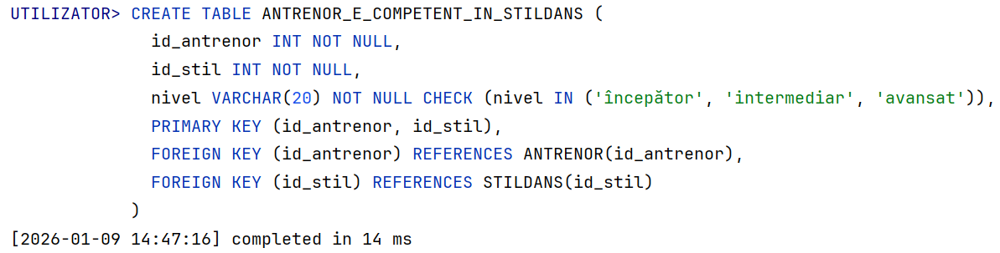 UTILIZATOR> CREATE TABLE ANTRENOR_E_COMPETENT_IN_STILDANS (
id_antrenor INT NOT NULL,
id_stil INT NOT NULL,
nivel VARCHAR(20) NOT NULL CHECK (nivel IN ('începător', 'intermediar', 'avansat')),
PRIMARY KEY (id_antrenor, id_stil),
FOREIGN KEY (id_antrenor) REFERENCES ANTRENOR(id_antrenor),
FOREIGN KEY (id_stil) REFERENCES STILDANS(id_stil)
)
[2026-01-09 14:47:16] completed in 14 ms